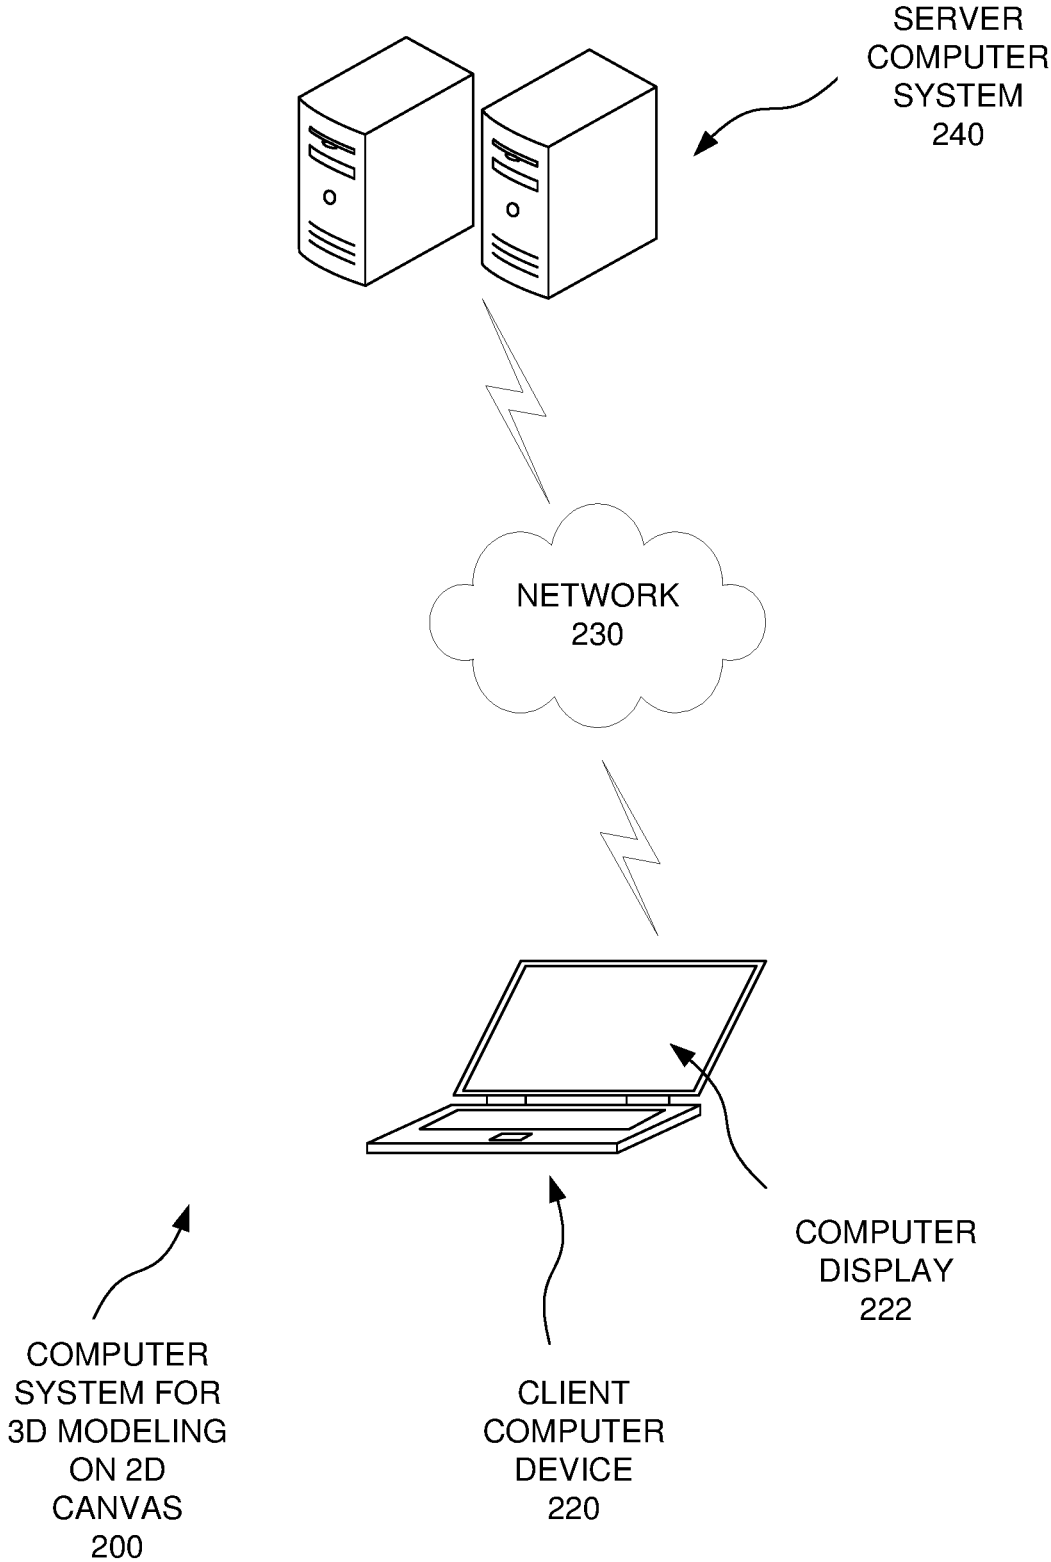 SERVER
COMPUTER
SYSTEM
240
NETWORK
230
COMPUTER
DISPLAY
222
COMPUTER
SYSTEM FOR
3D MODELING
ON 2D
CANVAS
200
CLIENT
COMPUTER
DEVICE
220